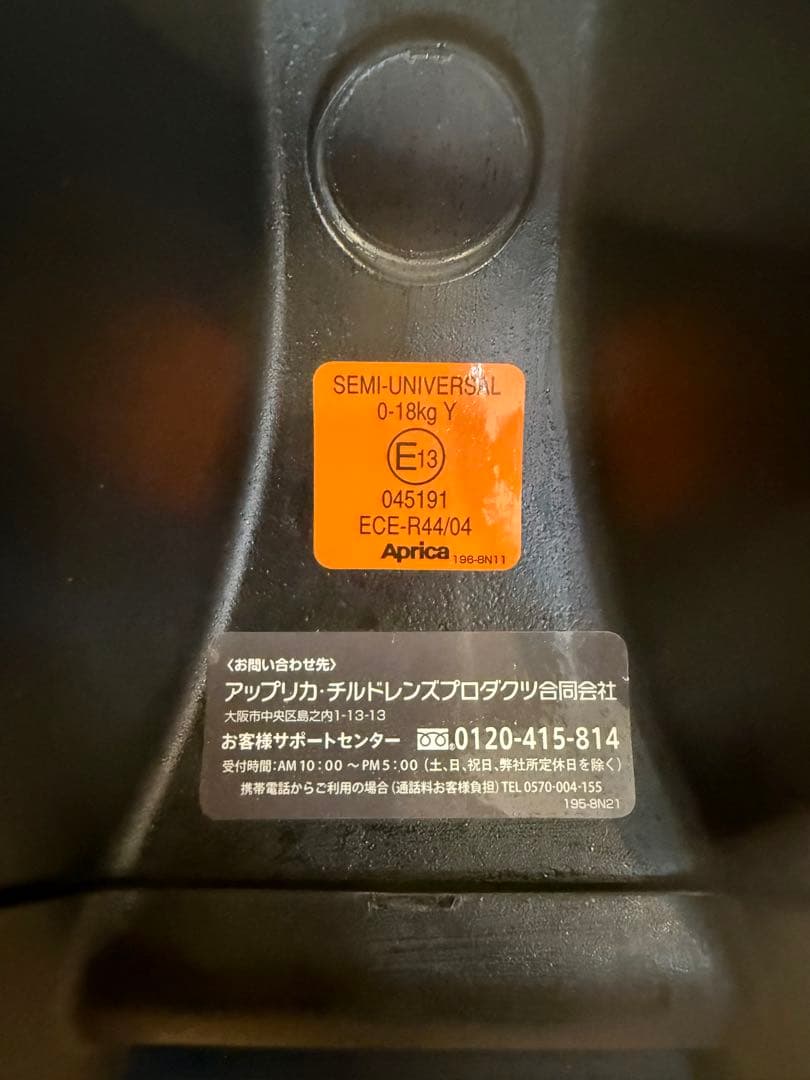 SEMI-UNIVERSAL
0-18kg Y
E13
045191
ECE-R44/04
Aprica 196-8N11
〈お問い合わせ先〉
アップリカ・チルドレンズプロダクツ合同会社
大阪市中央区島之内1-13-13
お客様サポートセンター 0120-415-814
受付時間:AM10:00〜PM5:00(土、日、祝日、弊社所定休日を除く)
携帯電話からご利用の場合(通話料お客様負担)TEL 0570-004-155
195-8N21